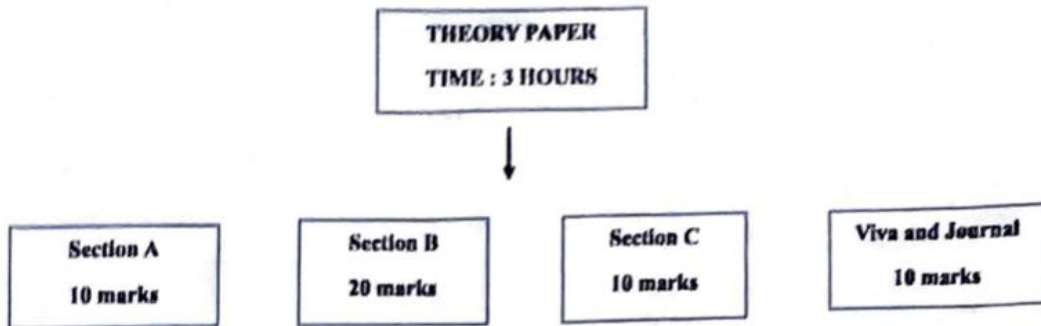 THEORY PAPER
TIME : 3 HOURS
Section A
10 marks
Section B
20 marks
Section C
10 marks
Viva and Journal
10 marks